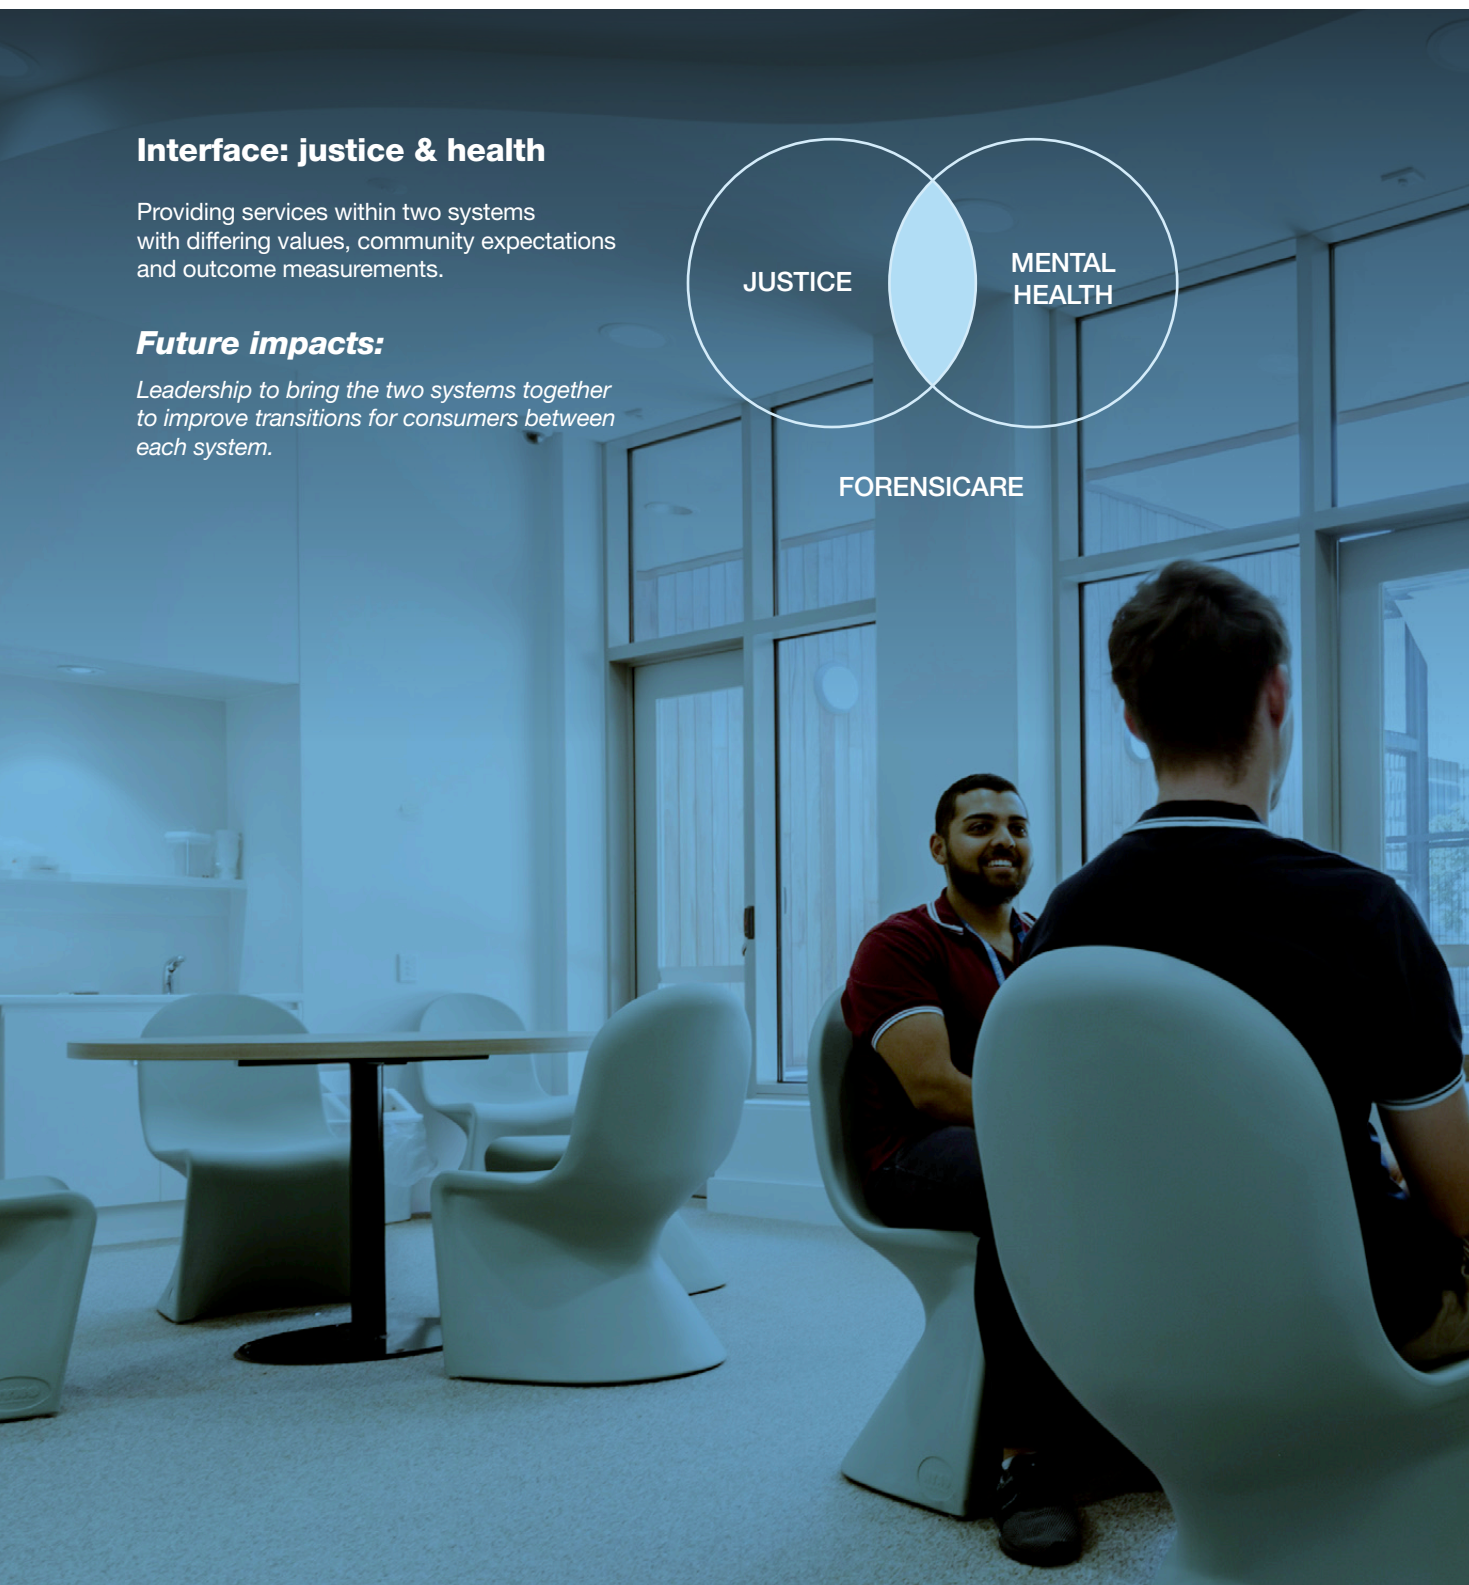 Interface: justice & health
Providing services within two systems
with differing values, community expectations
and outcome measurements.
Future impacts:
Leadership to bring the two systems together
to improve transitions for consumers between
each system.
JUSTICE
MENTAL
HEALTH
FORENSICARE